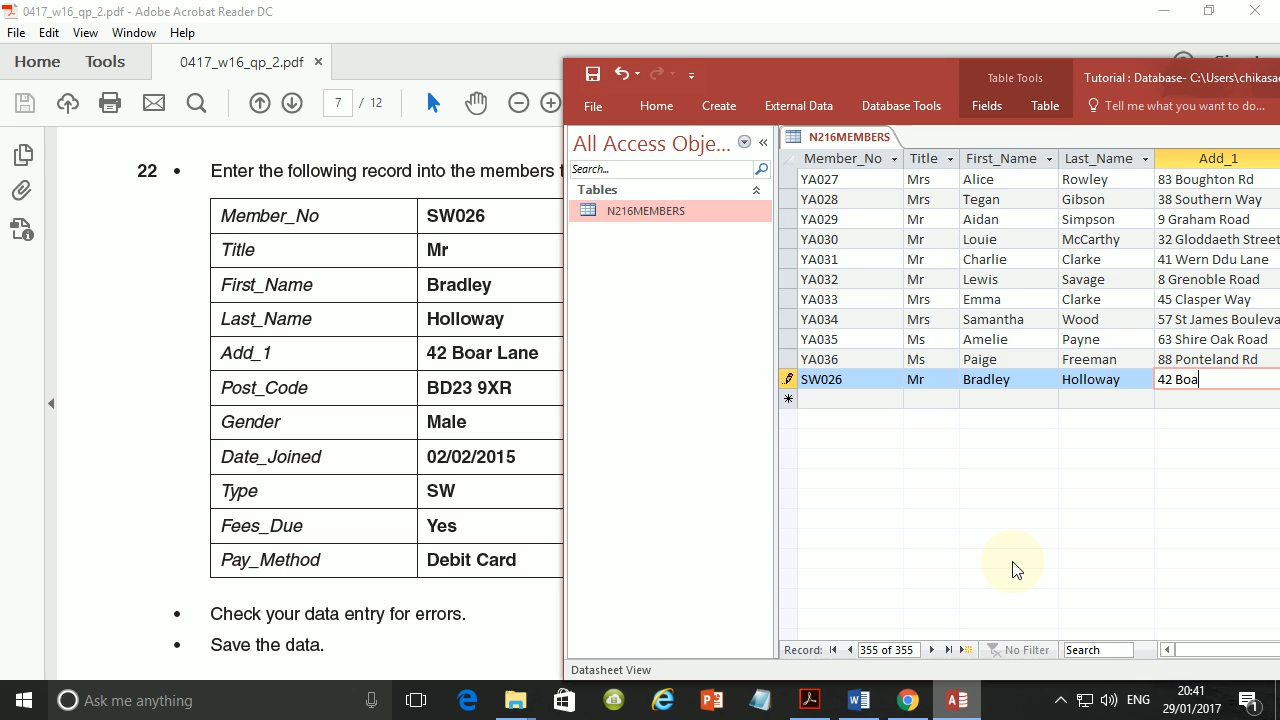 0417_w16_qp_2.pdf - Adobe Acrobat Reader DC
File Edit View Window Help
Home Tools 0417_w16_qp_2.pdf ×
7 / 12
22 • Enter the following record into the members
Member_No SW026
Title Mr
First_Name Bradley
Last_Name Holloway
Add_1 42 Boar Lane
Post_Code BD23 9XR
Gender Male
Date_Joined 02/02/2015
Type SW
Fees_Due Yes
Pay_Method Debit Card
• Check your data entry for errors.
• Save the data.
Table Tools Tutorial : Database- C:\Users\chikasa
File Home Create External Data Database Tools Fields Table Tell me what you want to do...
All Access Obje... «
Search...
Tables
N216MEMBERS
N216MEMBERS
Member_No Title First_Name Last_Name Add_1
YA027 Mrs Alice Rowley 83 Boughton Rd
YA028 Mrs Tegan Gibson 38 Southern Way
YA029 Mr Aidan Simpson 9 Graham Road
YA030 Mr Louie McCarthy 32 Gloddaeth Street
YA031 Mr Charlie Clarke 41 Wern Ddu Lane
YA032 Mr Lewis Savage 8 Grenoble Road
YA033 Mrs Emma Clarke 45 Clasper Way
YA034 Mrs Samantha Wood 57 St James Bouleva
YA035 Ms Amelie Payne 63 Shire Oak Road
YA036 Ms Paige Freeman 88 Ponteland Rd
SW026 Mr Bradley Holloway 42 Boa
Record: 355 of 355 No Filter Search
Datasheet View
Ask me anything
ENG
20:41
29/01/2017
1